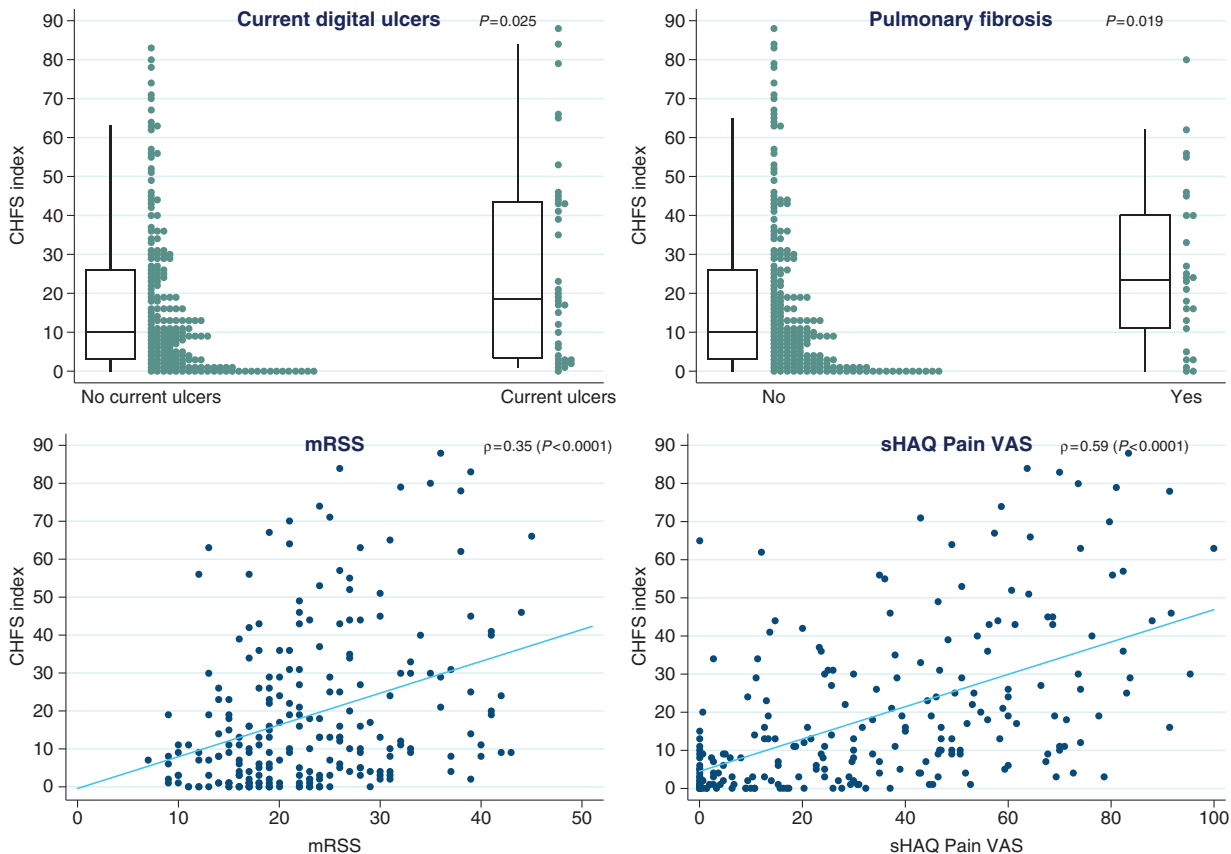 Current digital ulcers
P=0.025
CHFS index
90
80
70
60
50
40
30
20
10
0
No current ulcers
Current ulcers
Pulmonary fibrosis
P=0.019
CHFS index
90
80
70
60
50
40
30
20
10
0
No
Yes
mRSS
ρ=0.35 (P<0.0001)
CHFS index
90
80
70
60
50
40
30
20
10
0
0 10 20 30 40 50
mRSS
sHAQ Pain VAS
ρ=0.59 (P<0.0001)
CHFS index
90
80
70
60
50
40
30
20
10
0
0 20 40 60 80 100
sHAQ Pain VAS